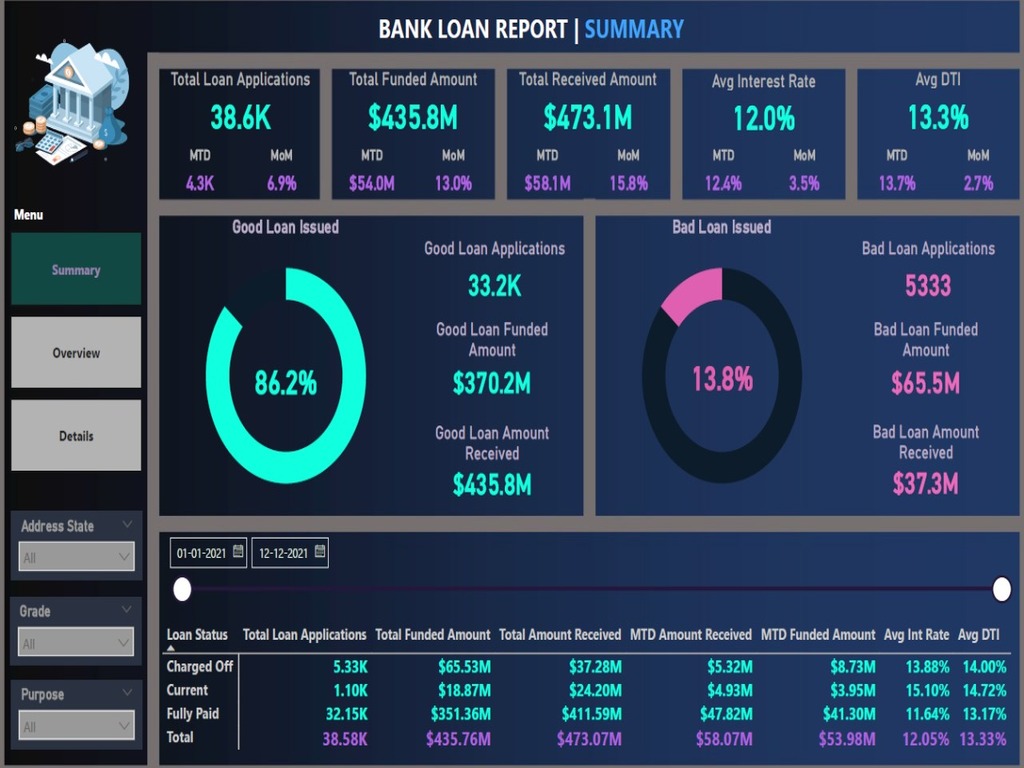 BANK LOAN REPORT | SUMMARY
Total Loan Applications
38.6K
MTD MoM
4.3K 6.9%
Total Funded Amount
$435.8M
MTD MoM
$54.0M 13.0%
Total Received Amount
$473.1M
MTD MoM
$58.1M 15.8%
Avg Interest Rate
12.0%
MTD MoM
12.4% 3.5%
Avg DTI
13.3%
MTD MoM
13.7% 2.7%
Menu
Summary
Overview
Details
Address State
All
Grade
All
Purpose
All
Good Loan Issued
86.2%
Good Loan Applications
33.2K
Good Loan Funded
Amount
$370.2M
Good Loan Amount
Received
$435.8M
Bad Loan Issued
13.8%
Bad Loan Applications
5333
Bad Loan Funded
Amount
$65.5M
Bad Loan Amount
Received
$37.3M
01-01-2021 12-12-2021
Loan Status Total Loan Applications Total Funded Amount Total Amount Received MTD Amount Received MTD Funded Amount Avg Int Rate Avg DTI
Charged Off 5.33K $65.53M $37.28M $5.32M $8.73M 13.88% 14.00%
Current 1.10K $18.87M $24.20M $4.93M $3.95M 15.10% 14.72%
Fully Paid 32.15K $351.36M $411.59M $47.82M $41.30M 11.64% 13.17%
Total 38.58K $435.76M $473.07M $58.07M $53.98M 12.05% 13.33%